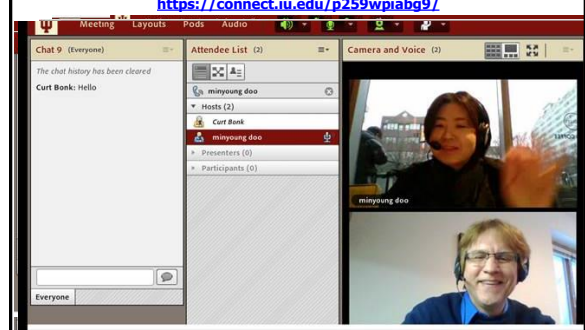 https://connect.iu.edu/p259wpiabg9/
Meeting Layouts Pods Audio
Chat 9 (Everyone)
The chat history has been cleared
Curt Bonk: Hello
Everyone
Attendee List (2)
minyoung doo
Hosts (2)
Curt Bonk
minyoung doo
Presenters (0)
Participants (0)
Camera and Voice (2)
minyoung doo